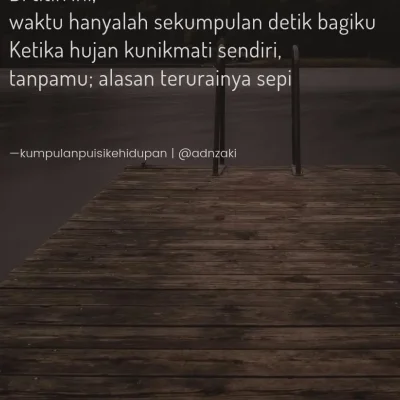 waktu hanyalah sekumpulan detik bagiku
Ketika hujan kunikmati sendiri,
tanpamu; alasan terurainya sepi
—kumpulanpuisikehidupan | @adnzaki